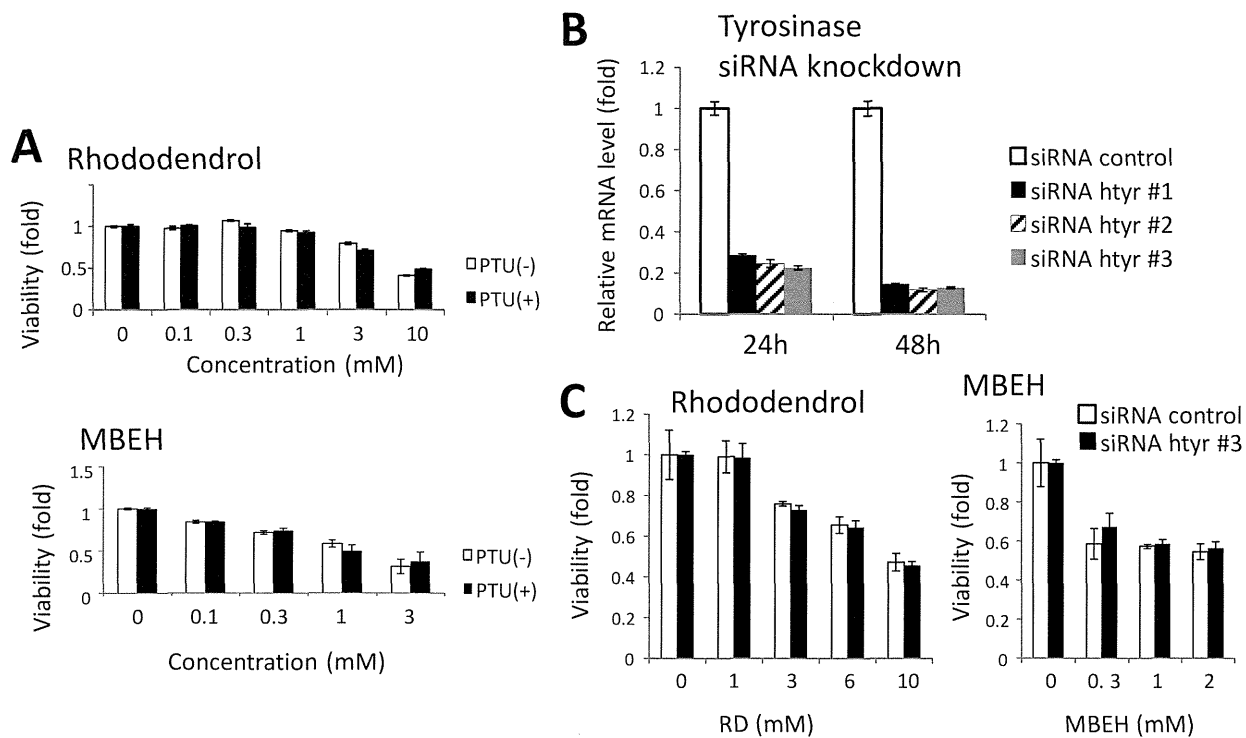 A
Rhododendrol
Viability (fold)
1
0.5
0
0 0.1 0.3 1 3 10
Concentration (mM)
PTU(-)
PTU(+)
MBEH
Viability (fold)
1.5
1
0.5
0
0 0.1 0.3 1 3
Concentration (mM)
PTU(-)
PTU(+)
B
Tyrosinase
siRNA knockdown
Relative mRNA level (fold)
1.2
1
0.8
0.6
0.4
0.2
0
24h 48h
siRNA control
siRNA htyr #1
siRNA htyr #2
siRNA htyr #3
C
Rhododendrol
Viability (fold)
1.2
1
0.8
0.6
0.4
0.2
0
0 1 3 6 10
RD (mM)
MBEH
siRNA control
siRNA htyr #3
Viability (fold)
1.2
1
0.8
0.6
0.4
0.2
0
0 0. 3 1 2
MBEH (mM)